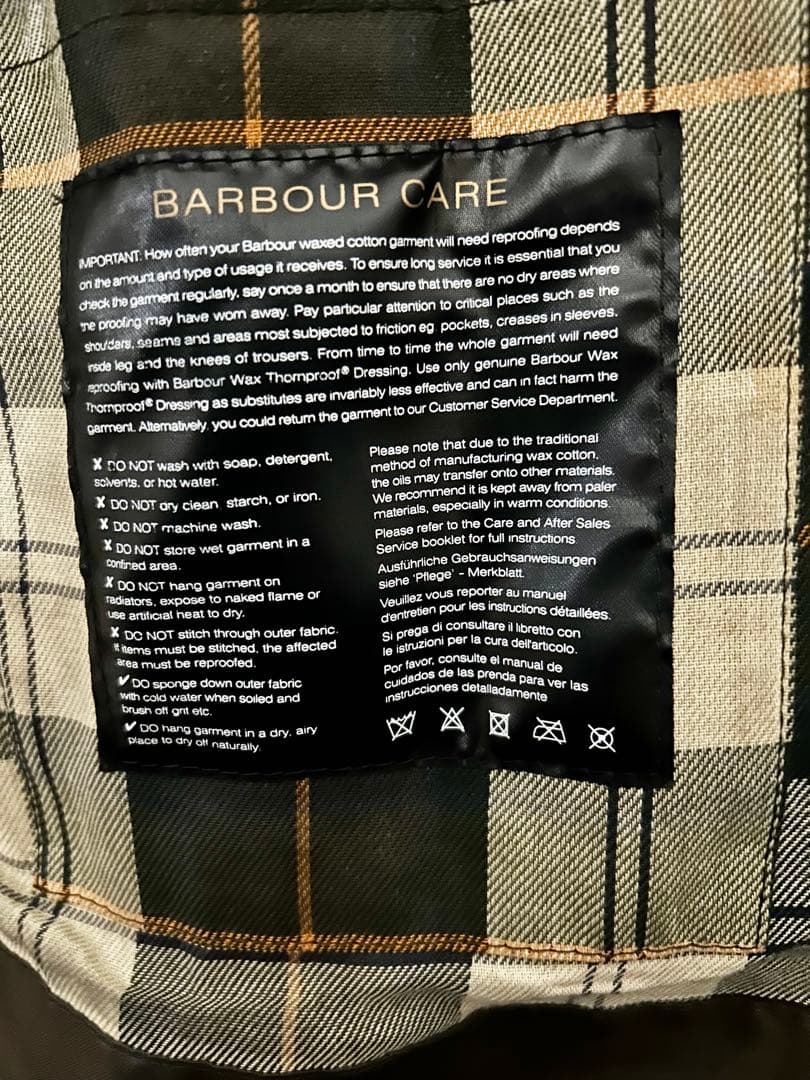 BARBOUR CARE
IMPORTANT: How often your Barbour waxed cotton garment will need reproofing depends
on the amount and type of usage it receives. To ensure long service it is essential that you
check the garment regularly, say once a month to ensure that there are no dry areas where
the proofing may have worn away. Pay particular attention to critical places such as the
shoulders, seams and areas most subjected to friction eg. pockets, creases in sleeves.
inside leg and the knees of trousers. From time to time the whole garment will need
reproofing with Barbour Wax Thornproof® Dressing. Use only genuine Barbour Wax
Thornproof® Dressing as substitutes are invariably less effective and can in fact harm the
garment. Alternatively, you could return the garment to our Customer Service Department.
✗ DO NOT wash with soap, detergent,
solvents, or hot water.
✗ DO NOT dry clean, starch, or iron.
✗ DO NOT machine wash.
✗ DO NOT store wet garment in a
confined area.
✗ DO NOT hang garment on
radiators, expose to naked flame or
use artificial heat to dry.
✗ DO NOT stitch through outer fabric.
If items must be stitched, the affected
area must be reproofed.
✔ DO sponge down outer fabric
with cold water when soiled and
brush off grit etc.
✔ DO hang garment in a dry, airy
place to dry off naturally.
Please note that due to the traditional
method of manufacturing wax cotton,
the oils may transfer onto other materials.
We recommend it is kept away from paler
materials, especially in warm conditions.
Please refer to the Care and After Sales
Service booklet for full instructions
Ausführliche Gebrauchsanweisungen
siehe 'Pflege' - Merkblatt.
Veuillez vous reporter au manuel
d'entretien pour les instructions détaillées.
Si prega di consultare il libretto con
le istruzioni per la cura dell'articolo.
Por favor, consulte el manual de
cuidados de las prenda para ver las
instrucciones detalladamente